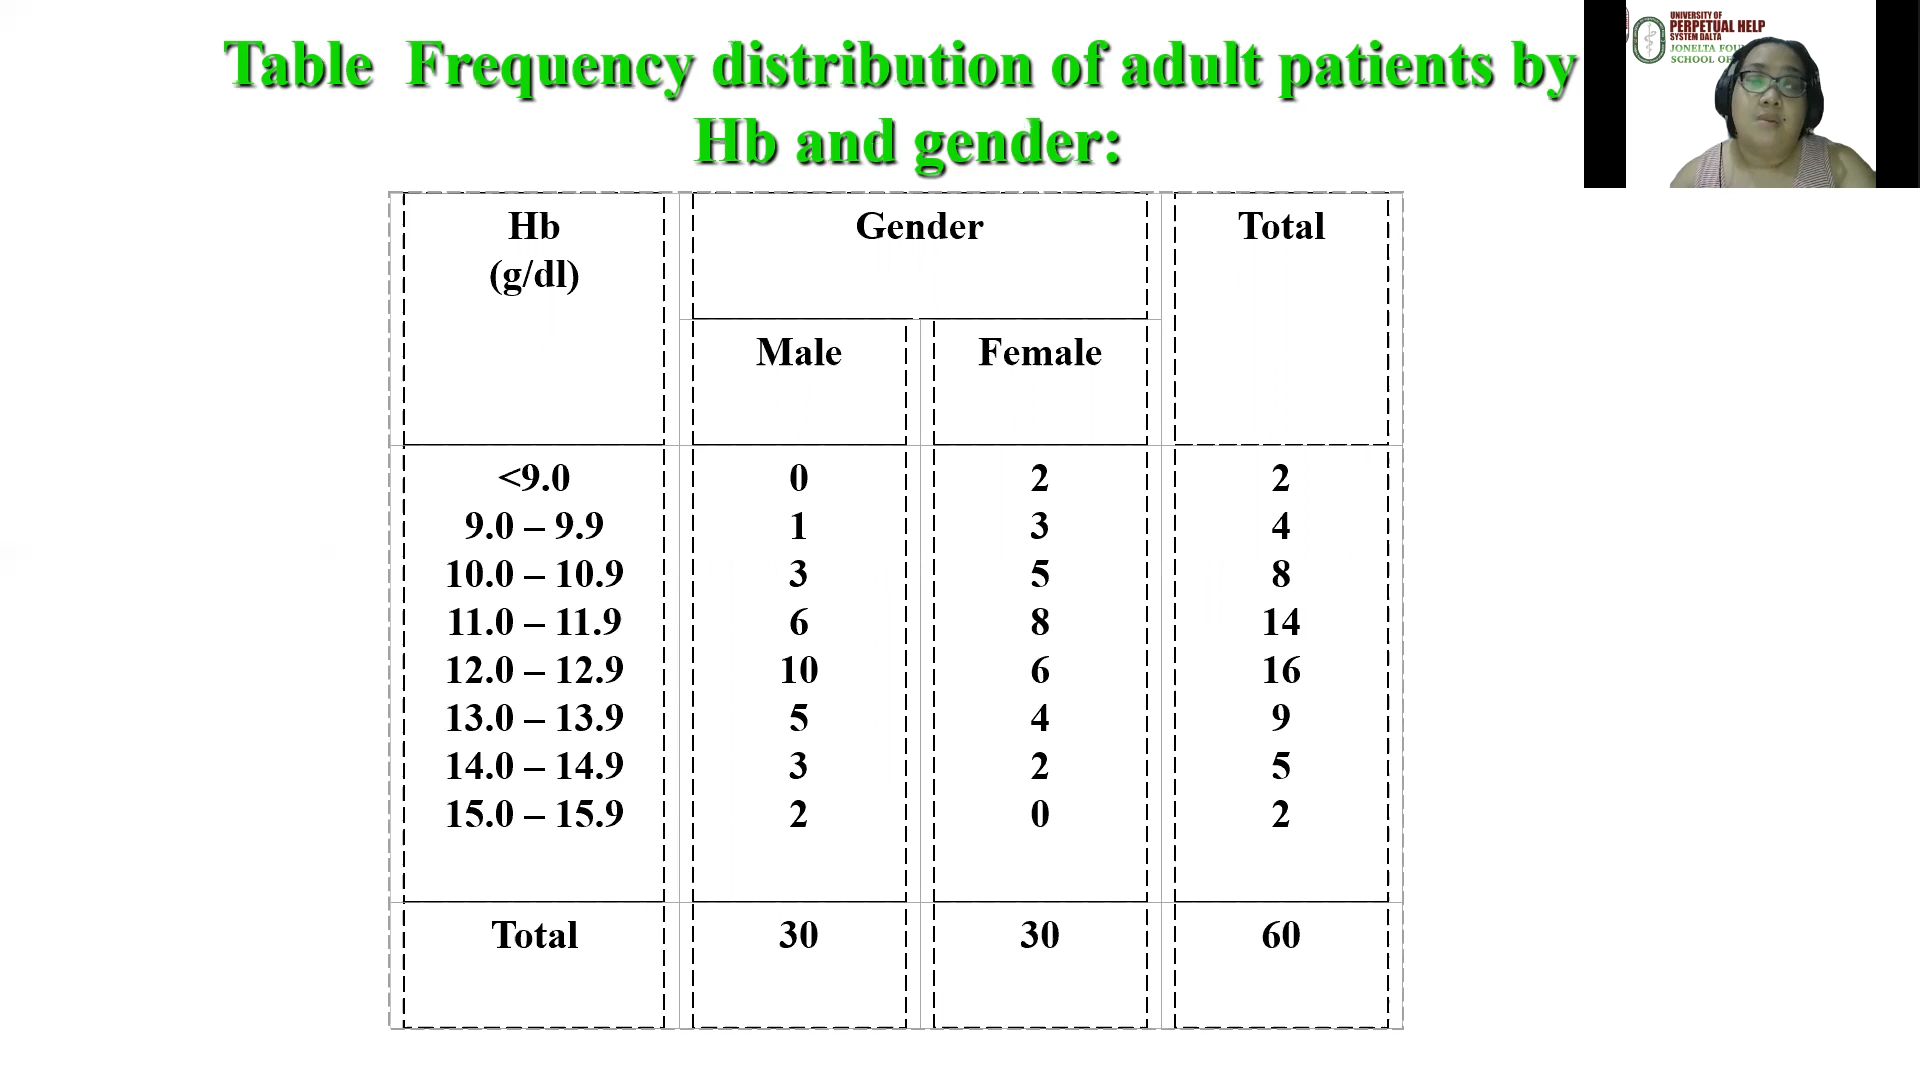 Table Frequency distribution of adult patients by
Hb and gender:
UNIVERSITY OF
PERPETUAL HELP
SYSTEM DALTA
JONELTA
SCHOOL OF
Hb Gender Total
(g/dl)
Male Female
<9.0 0 2 2
9.0 – 9.9 1 3 4
10.0 – 10.9 3 5 8
11.0 – 11.9 6 8 14
12.0 – 12.9 10 6 16
13.0 – 13.9 5 4 9
14.0 – 14.9 3 2 5
15.0 – 15.9 2 0 2
Total 30 30 60